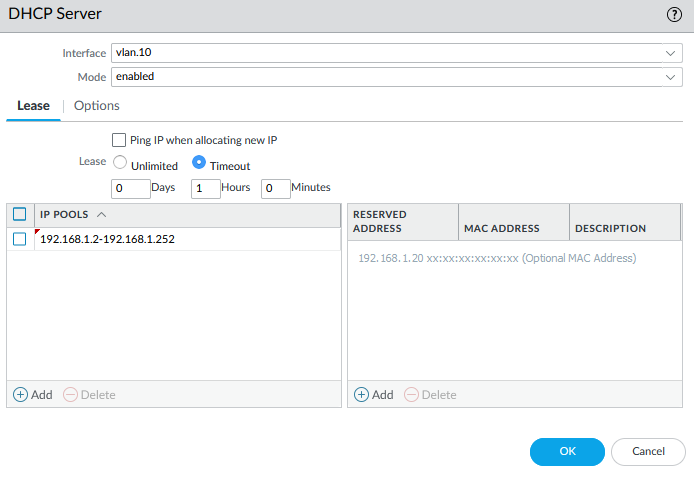 DHCP Server
Interface vlan.10
Mode enabled
Lease Options
Ping IP when allocating new IP
Lease Unlimited Timeout
0 Days 1 Hours 0 Minutes
IP POOLS
192.168.1.2-192.168.1.252
Add Delete
RESERVED ADDRESS MAC ADDRESS DESCRIPTION
192.168.1.20 xx:xx:xx:xx:xx:xx (Optional MAC Address)
Add Delete
OK Cancel